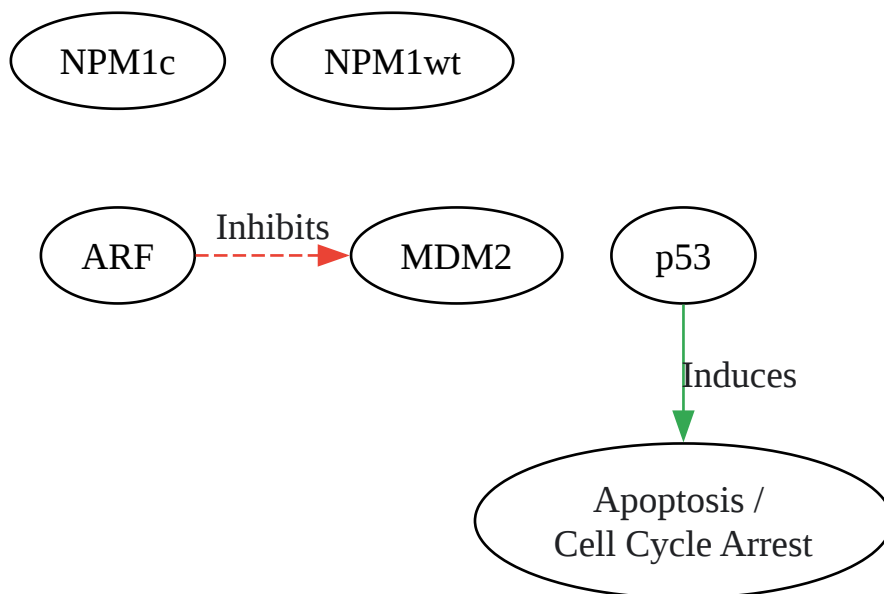 NPM1c
NPM1wt
Inhibits
ARF
MDM2
p53
Induces
Apoptosis /
Cell Cycle Arrest